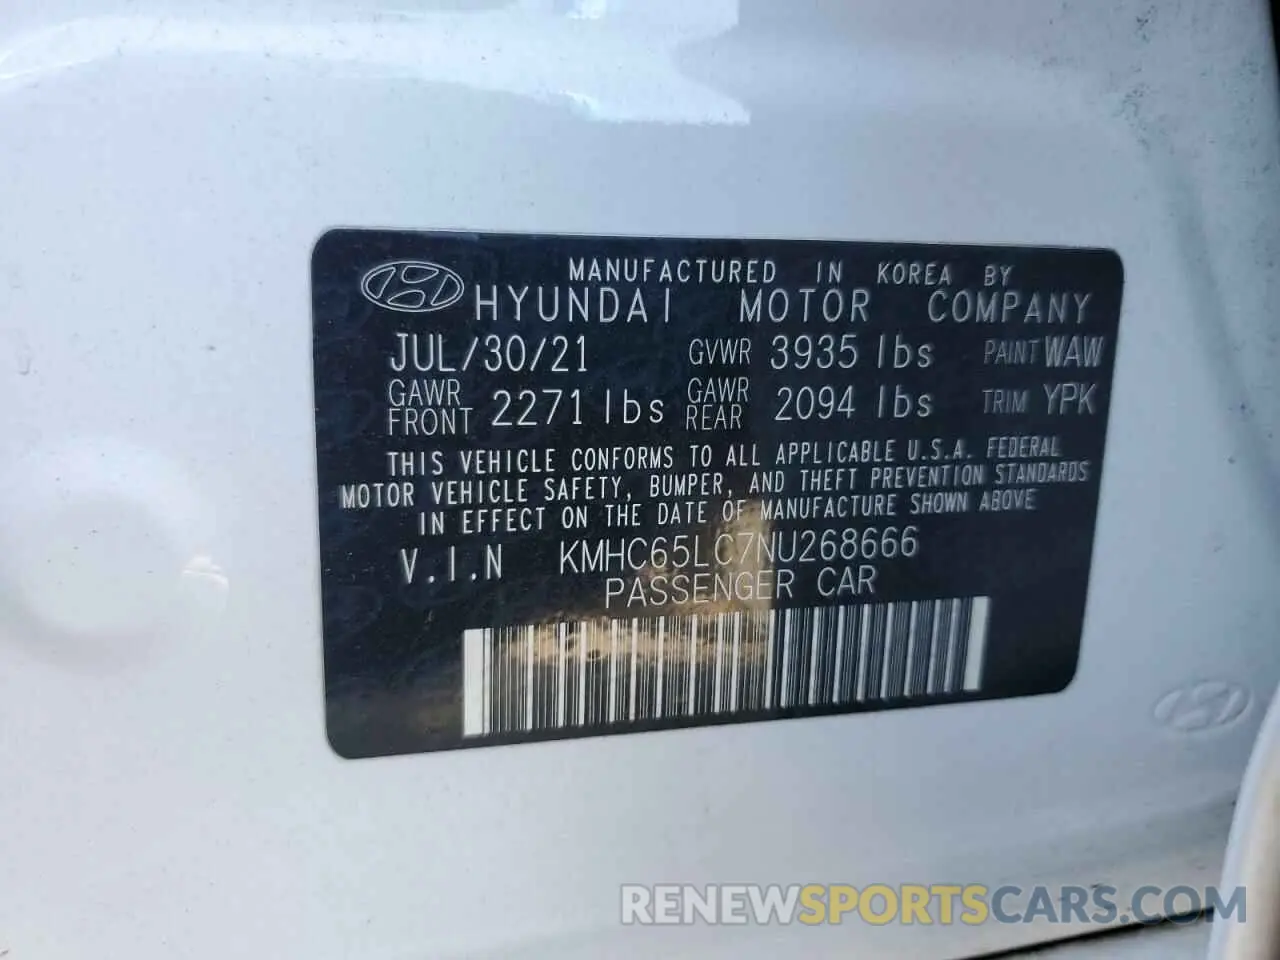 MANUFACTURED IN KOREA BY
HYUNDAI MOTOR COMPANY
JUL/30/21 GVWR 3935 lbs PAINT WAW
GAWR FRONT 2271 lbs GAWR REAR 2094 lbs TRIM YPK
THIS VEHICLE CONFORMS TO ALL APPLICABLE U.S.A. FEDERAL
MOTOR VEHICLE SAFETY, BUMPER, AND THEFT PREVENTION STANDARDS
IN EFFECT ON THE DATE OF MANUFACTURE SHOWN ABOVE
V.I.N KMHC65LC7NU268666
PASSENGER CAR
RENEWSPORTSCARS.COM